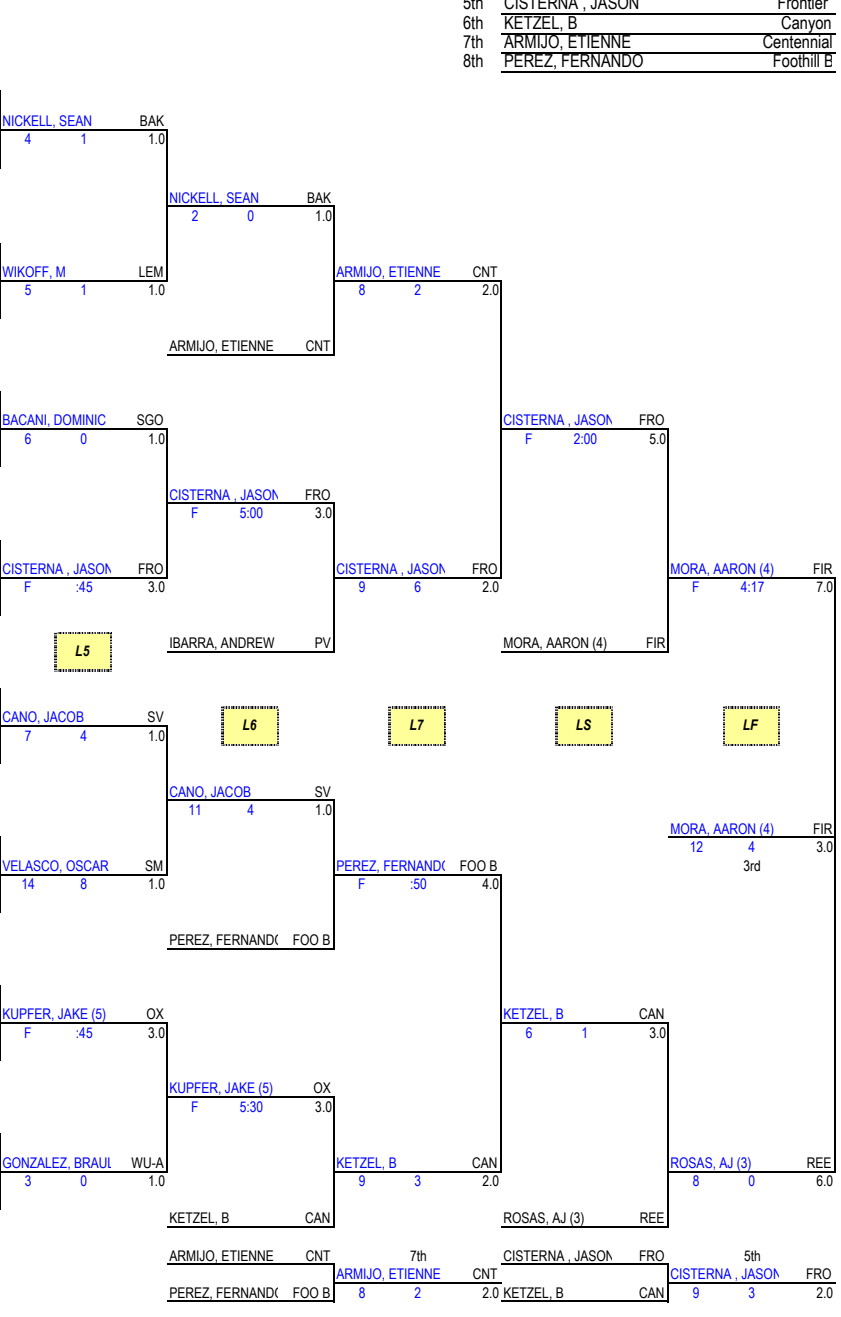 5th CISTERNA , JASON Frontier
6th KETZEL, B Canyon
7th ARMIJO, ETIENNE Centennial
8th PEREZ, FERNANDO Foothill B
NICKELL, SEAN BAK
4 1 1.0
NICKELL, SEAN BAK
2 0 1.0
WIKOFF, M LEM ARMIJO, ETIENNE CNT
5 1 1.0 8 2 2.0
ARMIJO, ETIENNE CNT
BACANI, DOMINIC SGO CISTERNA , JASON FRO
6 0 1.0 F 2:00 5.0
CISTERNA , JASON FRO
F 5:00 3.0
CISTERNA , JASON FRO CISTERNA , JASON FRO MORA, AARON (4) FIR
F :45 3.0 9 6 2.0 F 4:17 7.0
IBARRA, ANDREW PV MORA, AARON (4) FIR
L5
CANO, JACOB SV
L6 L7 LS LF
7 4 1.0
CANO, JACOB SV
11 4 1.0
MORA, AARON (4) FIR
12 4 3.0
VELASCO, OSCAR SM PEREZ, FERNAND( FOO B 3rd
14 8 1.0 F :50 4.0
PEREZ, FERNAND( FOO B
KUPFER, JAKE (5) OX KETZEL, B CAN
F :45 3.0 6 1 3.0
KUPFER, JAKE (5) OX
F 5:30 3.0
GONZALEZ, BRAUL WU-A KETZEL, B CAN ROSAS, AJ (3) REE
3 0 1.0 9 3 2.0 8 0 6.0
KETZEL, B CAN ROSAS, AJ (3) REE
ARMIJO, ETIENNE CNT 7th CISTERNA , JASON FRO 5th
ARMIJO, ETIENNE CNT CISTERNA , JASON FRO
PEREZ, FERNAND( FOO B 8 2 2.0 KETZEL, B CAN 9 3 2.0